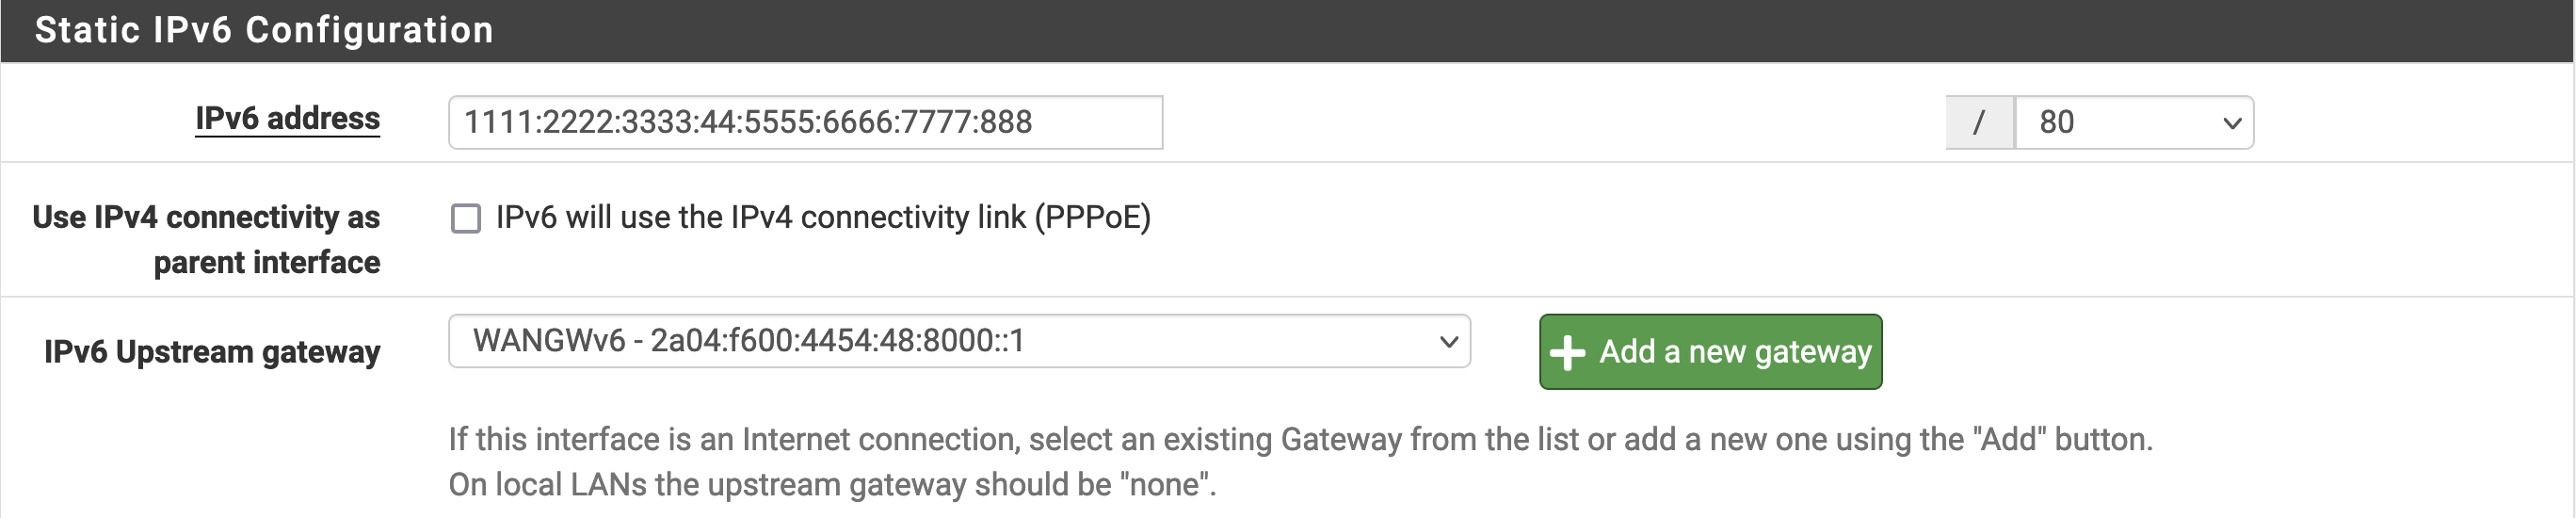 Static IPv6 Configuration
IPv6 address
1111:2222:3333:44:5555:6666:7777:888
/
80
Use IPv4 connectivity as
parent interface
IPv6 will use the IPv4 connectivity link (PPPoE)
IPv6 Upstream gateway
WANGWv6 - 2a04:f600:4454:48:8000::1
Add a new gateway
If this interface is an Internet connection, select an existing Gateway from the list or add a new one using the "Add" button.
On local LANs the upstream gateway should be "none".